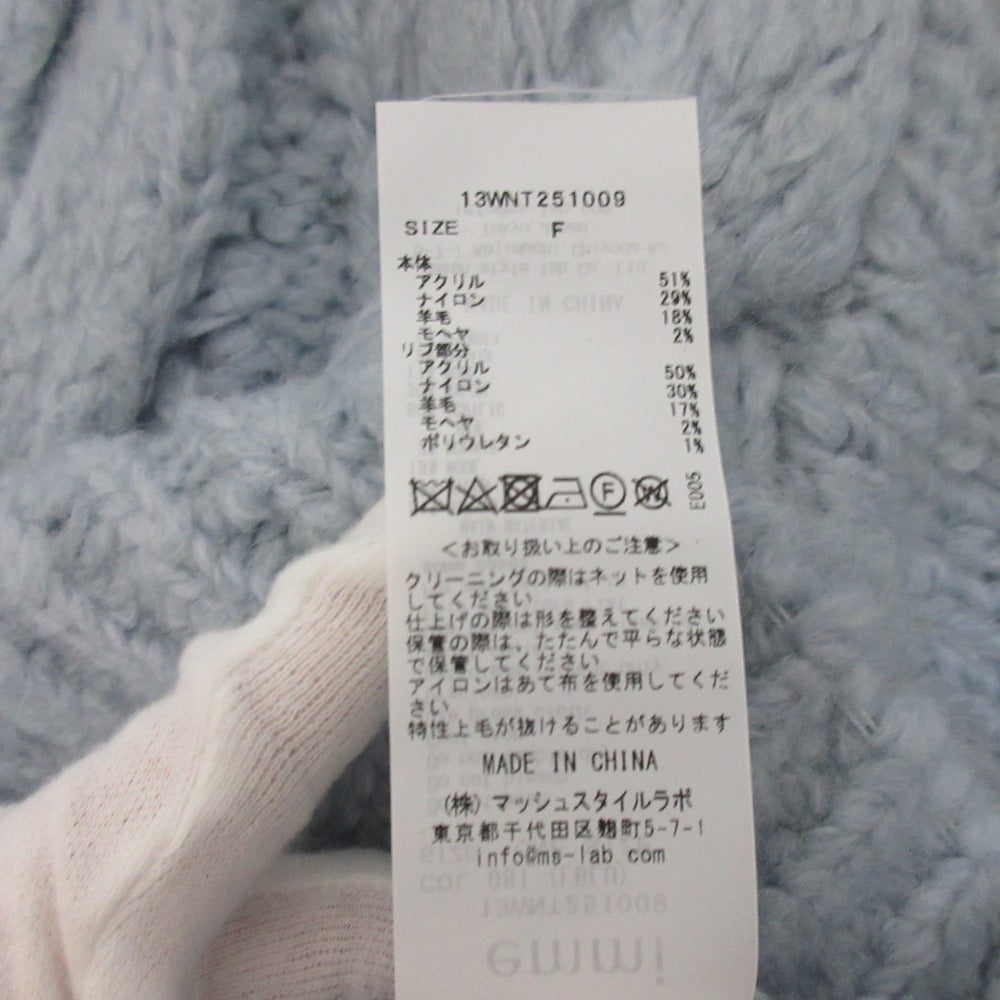 13WNT251009
SIZE F
本体
アクリル 51%
ナイロン 29%
羊毛 18%
モヘヤ 2%
リブ部分
アクリル 50%
ナイロン 30%
羊毛 17%
モヘヤ 2%
ポリウレタン 1%
F W E005
＜お取り扱い上のご注意＞
クリーニングの際はネットを使用
してください
仕上げの際は形を整えてください
保管の際は、たたんで平らな状態
で保管してください
アイロンはあて布を使用してくだ
さい
特性上毛が抜けることがあります
MADE IN CHINA
(株)マッシュスタイルラボ
東京都千代田区麹町5-7-1
info@ms-lab.com
COL 081 (LBLU)
13WNT251009
emmi